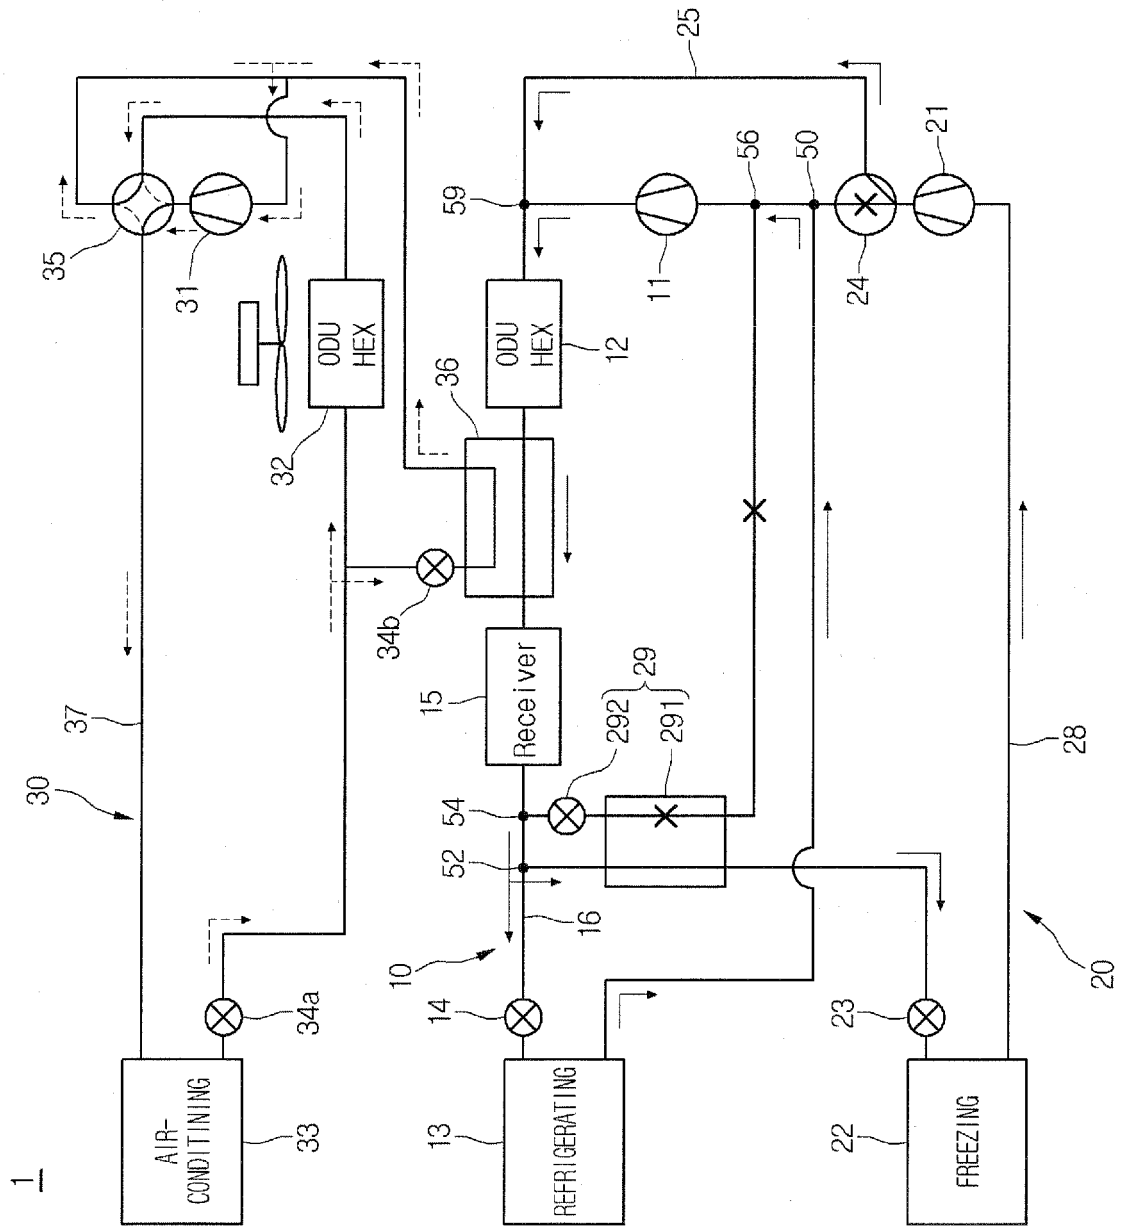 1
30
35
37
AIR-
CONDITINING
31
32
33
34a
ODU
HEX
34b
10
15
13
14
36
52
54
59
ODU
HEX
Receiver
REFRIGERATING
16
292
12
29
11
291
25
56
50
23
22
24
21
FREEZING
28
20